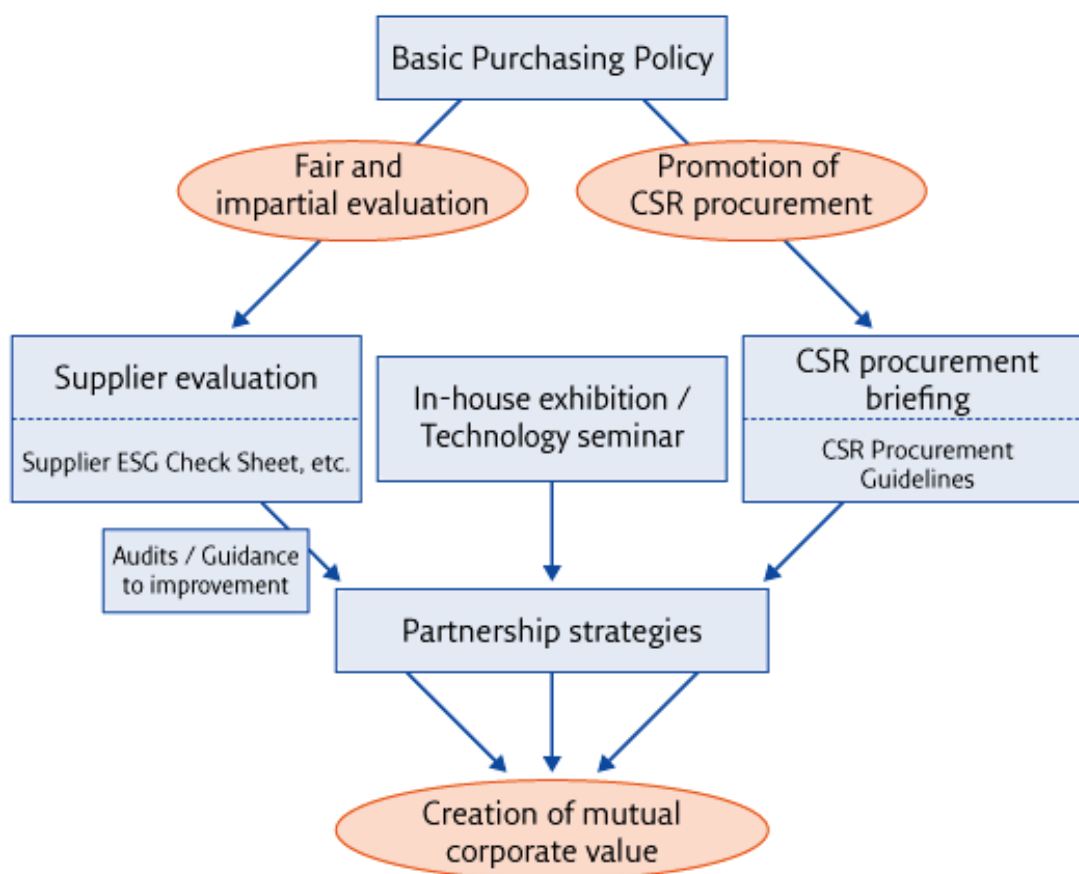 Basic Purchasing Policy
Fair and
impartial evaluation
Promotion of
CSR procurement
Supplier evaluation
Supplier ESG Check Sheet, etc.
In-house exhibition /
Technology seminar
CSR procurement
briefing
CSR Procurement
Guidelines
Audits / Guidance
to improvement
Partnership strategies
Creation of mutual
corporate value